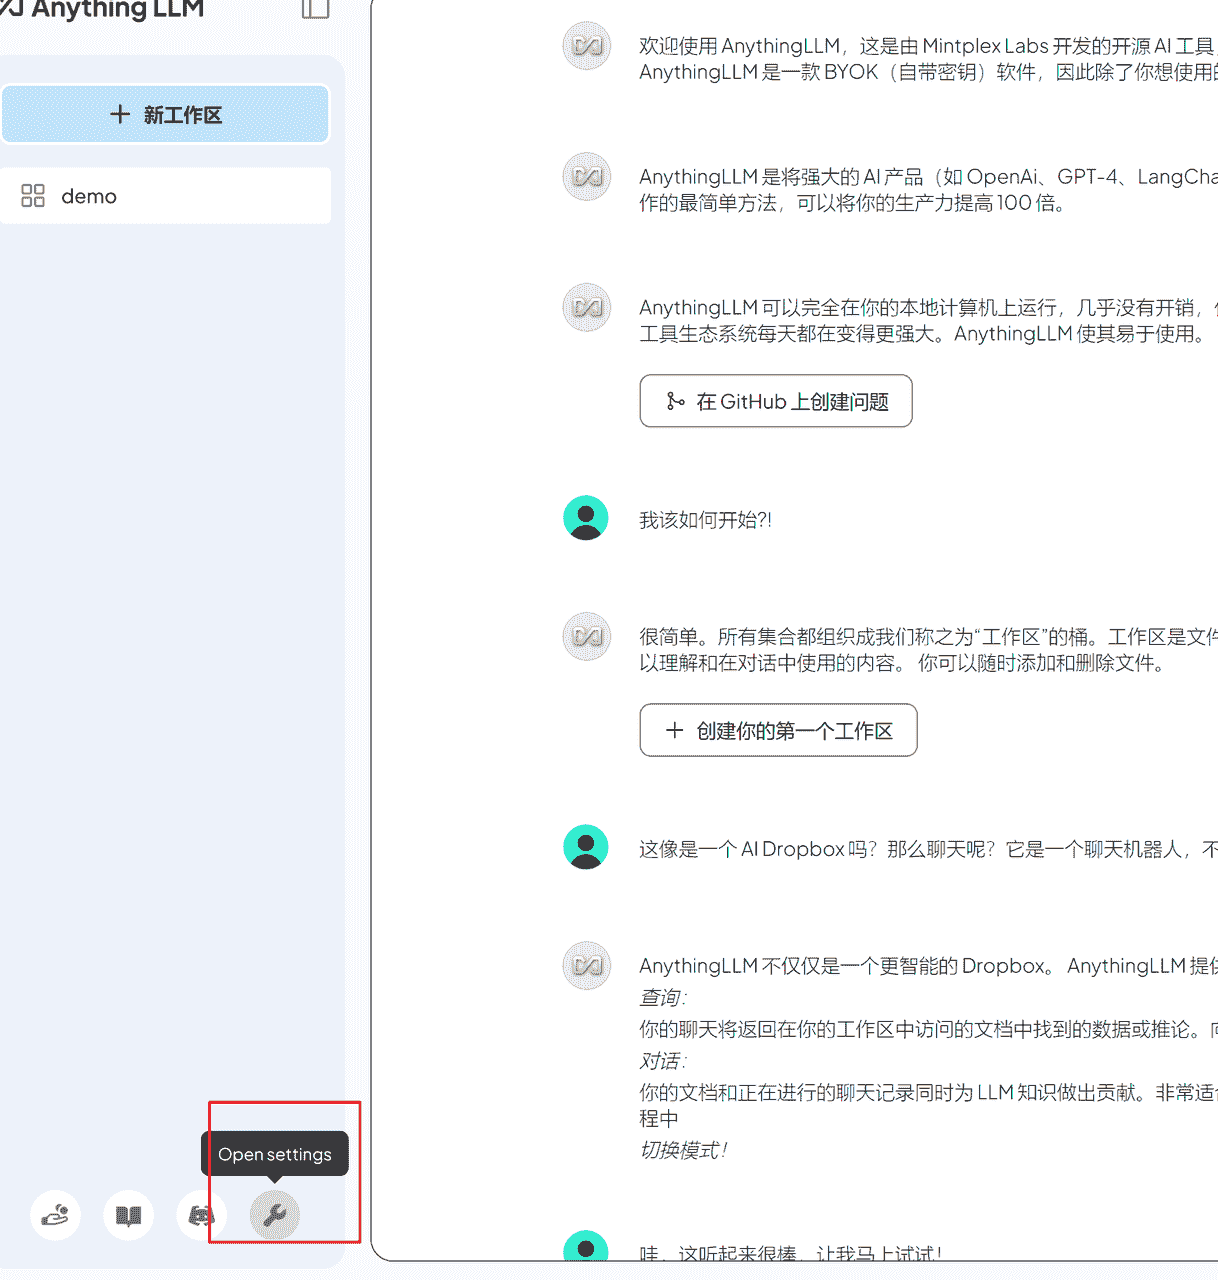 Anything LLM
新工作区
demo
欢迎使用 AnythingLLM，这是由 Mintplex Labs 开发的开源 AI 工具
AnythingLLM 是一款 BYOK（自带密钥）软件，因此除了你想使用的
AnythingLLM 是将强大的 AI 产品（如 OpenAi、GPT-4、LangCha
作的最简单方法，可以将你的生产力提高 100 倍。
AnythingLLM 可以完全在你的本地计算机上运行，几乎没有开销，
工具生态系统每天都在变得更强大。AnythingLLM 使其易于使用。
在 GitHub 上创建问题
我该如何开始?!
很简单。所有集合都组织成我们称之为“工作区”的桶。工作区是文件
以理解和在对话中使用的内容。 你可以随时添加和删除文件。
创建你的第一个工作区
这像是一个 AI Dropbox 吗？那么聊天呢？它是一个聊天机器人，不
AnythingLLM 不仅仅是一个更智能的 Dropbox。 AnythingLLM 提供
查询：
你的聊天将返回在你的工作区中访问的文档中找到的数据或推论。向
对话：
你的文档和正在进行的聊天记录同时为 LLM 知识做出贡献。非常适合
程中
切换模式！
Open settings
哇，这听起来很棒，让我马上试试！